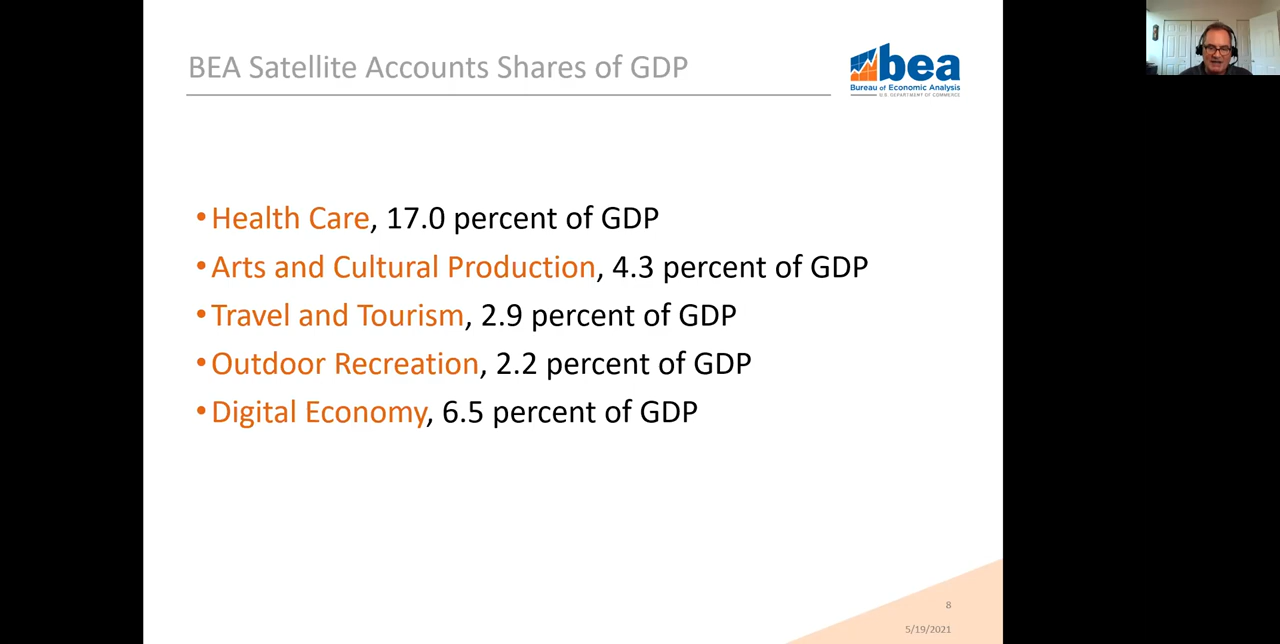 BEA Satellite Accounts Shares of GDP
bea
Bureau of Economic Analysis
U.S. DEPARTMENT OF COMMERCE
•Health Care, 17.0 percent of GDP
•Arts and Cultural Production, 4.3 percent of GDP
•Travel and Tourism, 2.9 percent of GDP
•Outdoor Recreation, 2.2 percent of GDP
•Digital Economy, 6.5 percent of GDP
8
5/19/2021